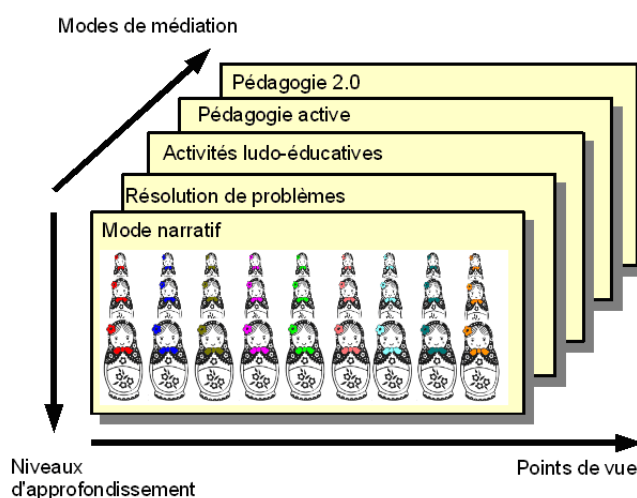 Modes de médiation
Pédagogie 2.0
Pédagogie active
Activités ludo-éducatives
Résolution de problèmes
Mode narratif
Niveaux
d'approfondissement
Points de vue